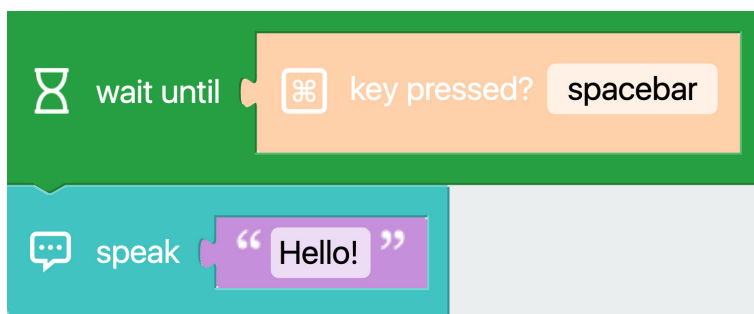 wait until ⌘ key pressed? spacebar
speak “ Hello! ”